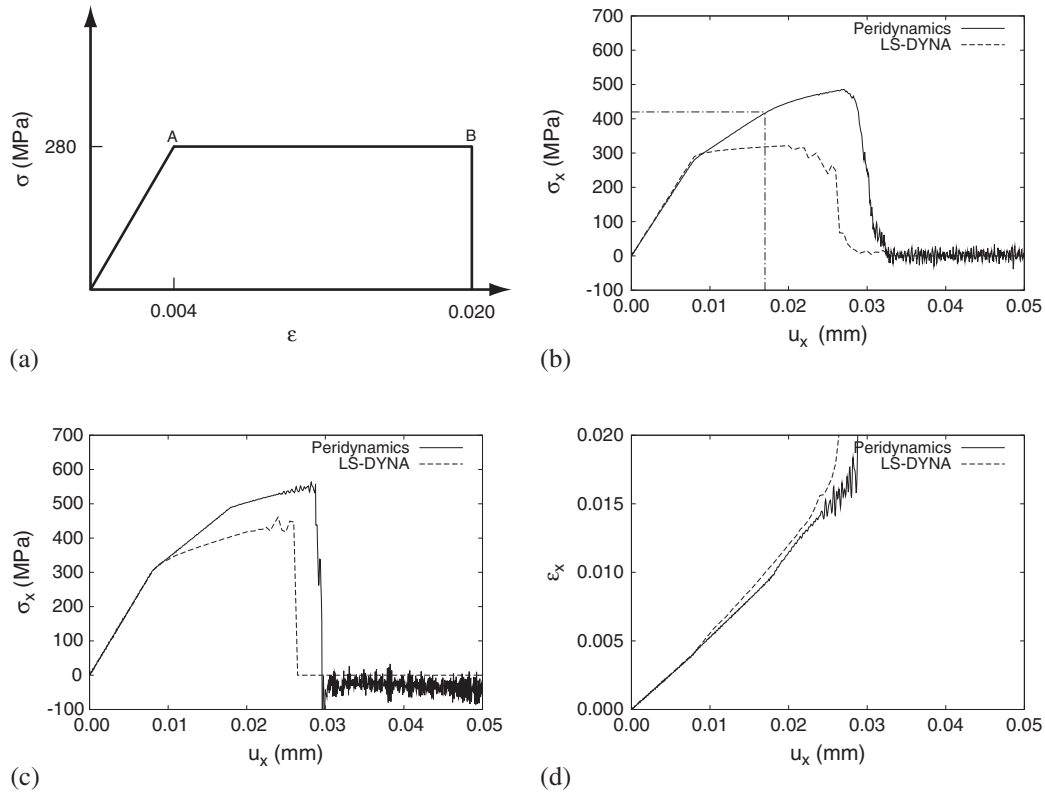 σ (MPa)
280
A
B
0.004
0.020
ε
(a)
700
600
500
400
300
200
100
0
-100
σx (MPa)
Peridynamics
LS-DYNA
0.00
0.01
0.02
0.03
0.04
0.05
ux (mm)
(b)
700
600
500
400
300
200
100
0
-100
σx (MPa)
Peridynamics
LS-DYNA
0.00
0.01
0.02
0.03
0.04
0.05
ux (mm)
(c)
0.020
0.015
0.010
0.005
0.000
εx
Peridynamics
LS-DYNA
0.00
0.01
0.02
0.03
0.04
0.05
ux (mm)
(d)